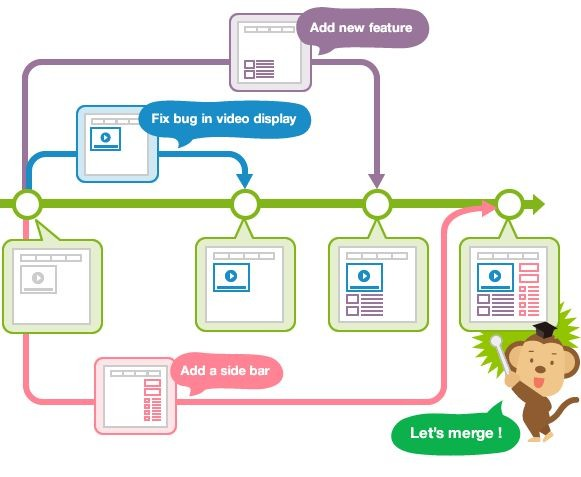 Add new feature
Fix bug in video display
Add a side bar
Let's merge !